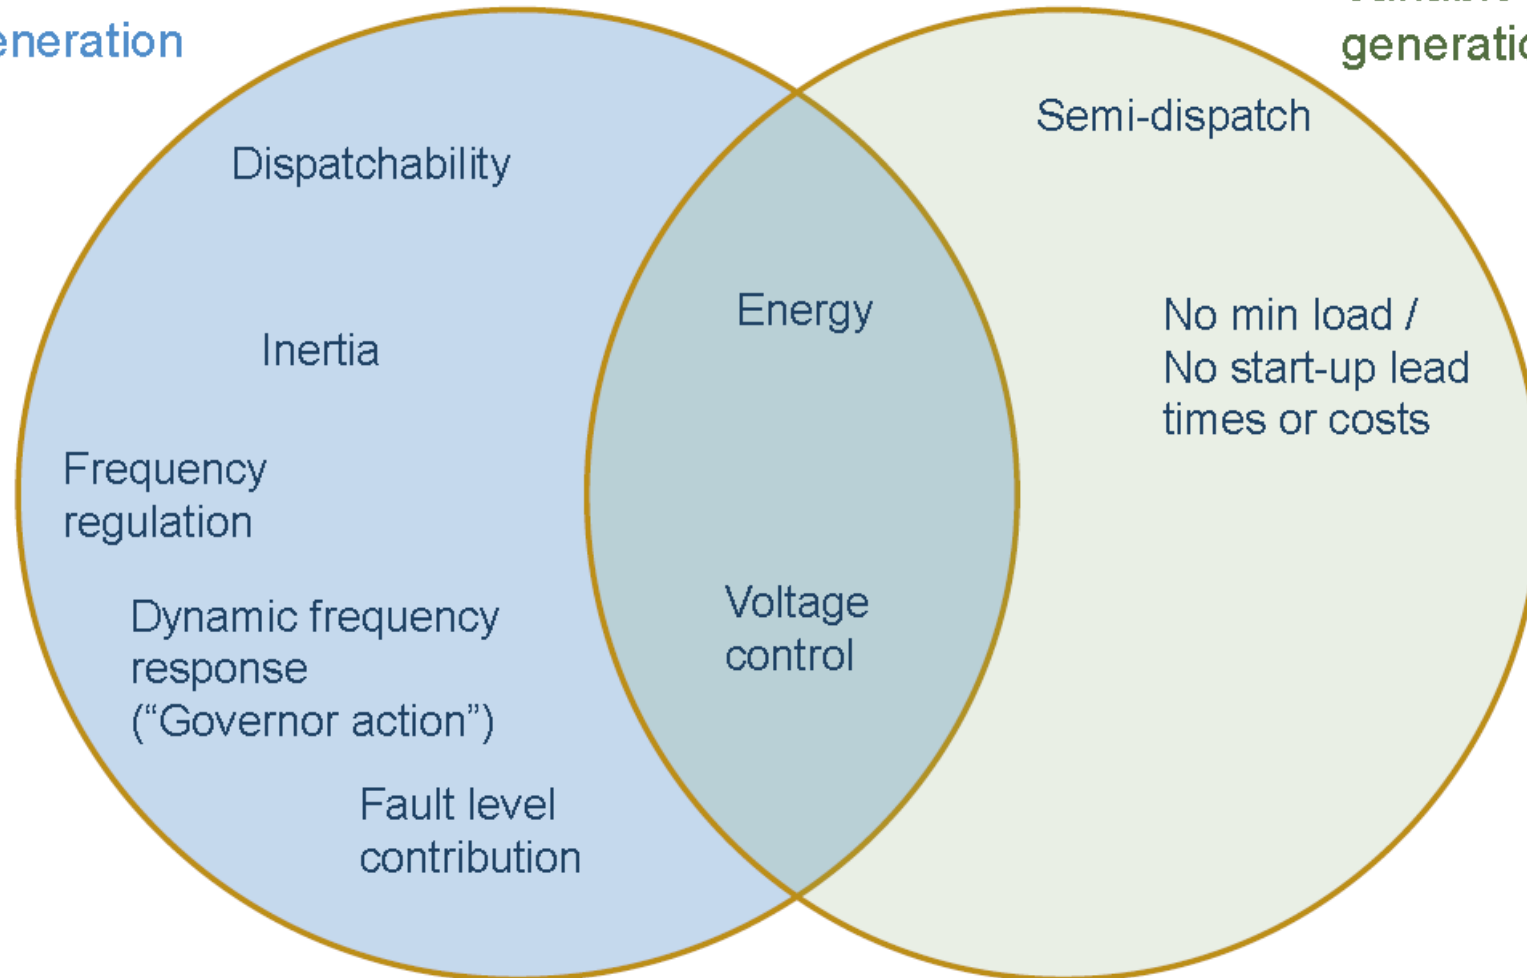 eneration
generatio
Semi-dispatch
Dispatchability
Energy
No min load /
No start-up lead
times or costs
Inertia
Frequency
regulation
Voltage
control
Dynamic frequency
response
(“Governor action”)
Fault level
contribution